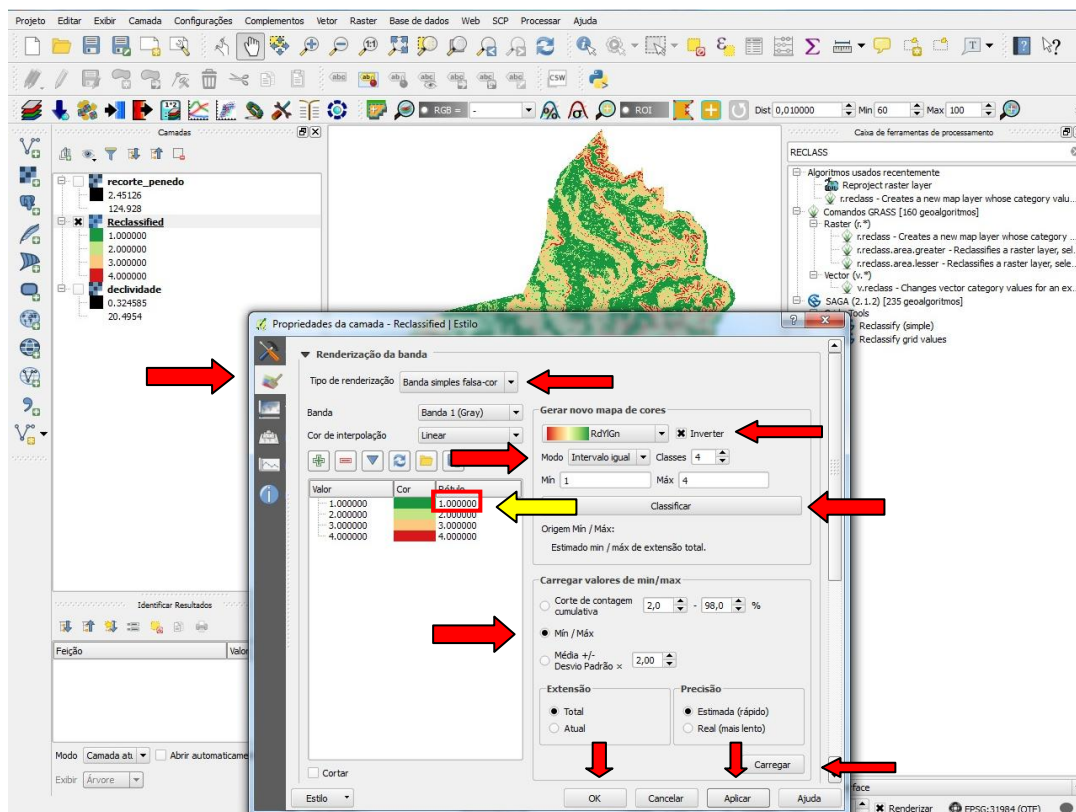 Projeto Editar Exibir Camada Configurações Complementos Vetor Raster Base de dados Web SCP Processar Ajuda
abc abc abc abc abc abc abc CSW
RGB = - ROI Dist 0,010000 Min 60 Max 100
Camadas
recorte_penedo
2.45126
124.928
Reclassified
1.000000
2.000000
3.000000
4.000000
declividade
0.324585
20.4954
Caixa de ferramentas de processamento
RECLASS
Algoritmos usados recentemente
Reproject raster layer
r.reclass - Creates a new map layer whose category valu...
Comandos GRASS [160 geoalgoritmos]
Raster (r.*)
r.reclass - Creates a new map layer whose category ...
r.reclass.area.greater - Reclassifies a raster layer, sel...
r.reclass.area.lesser - Reclassifies a raster layer, sele...
Vector (v.*)
v.reclass - Changes vector category values for an ex...
SAGA (2.1.2) [235 geoalgoritmos]
Tools
Reclassify (simple)
Reclassify grid values
Propriedades da camada - Reclassified | Estilo
Renderização da banda
Tipo de renderização Banda simples falsa-cor
Banda Banda 1 (Gray)
Cor de interpolação Linear
Valor Cor Rótulo
1.000000 1.000000
2.000000 2.000000
3.000000 3.000000
4.000000 4.000000
Cortar
Gerar novo mapa de cores
RdYlGn Inverter
Modo Intervalo igual Classes 4
Mín 1 Máx 4
Classificar
Origem Mín / Máx:
Estimado min / máx de extensão total.
Carregar valores de min/max
Corte de contagem
cumulativa 2,0 - 98,0 %
Mín / Máx
Média +/-
Desvio Padrão × 2,00
Extensão Precisão
Total Estimada (rápido)
Atual Real (mais lento)
Carregar
Estilo OK Cancelar Aplicar Ajuda
Identificar Resultados
Feição Valor
Modo Camada atu Abrir automaticame
Exibir Árvore
face
Renderizar EPSG:31984 (OTF)